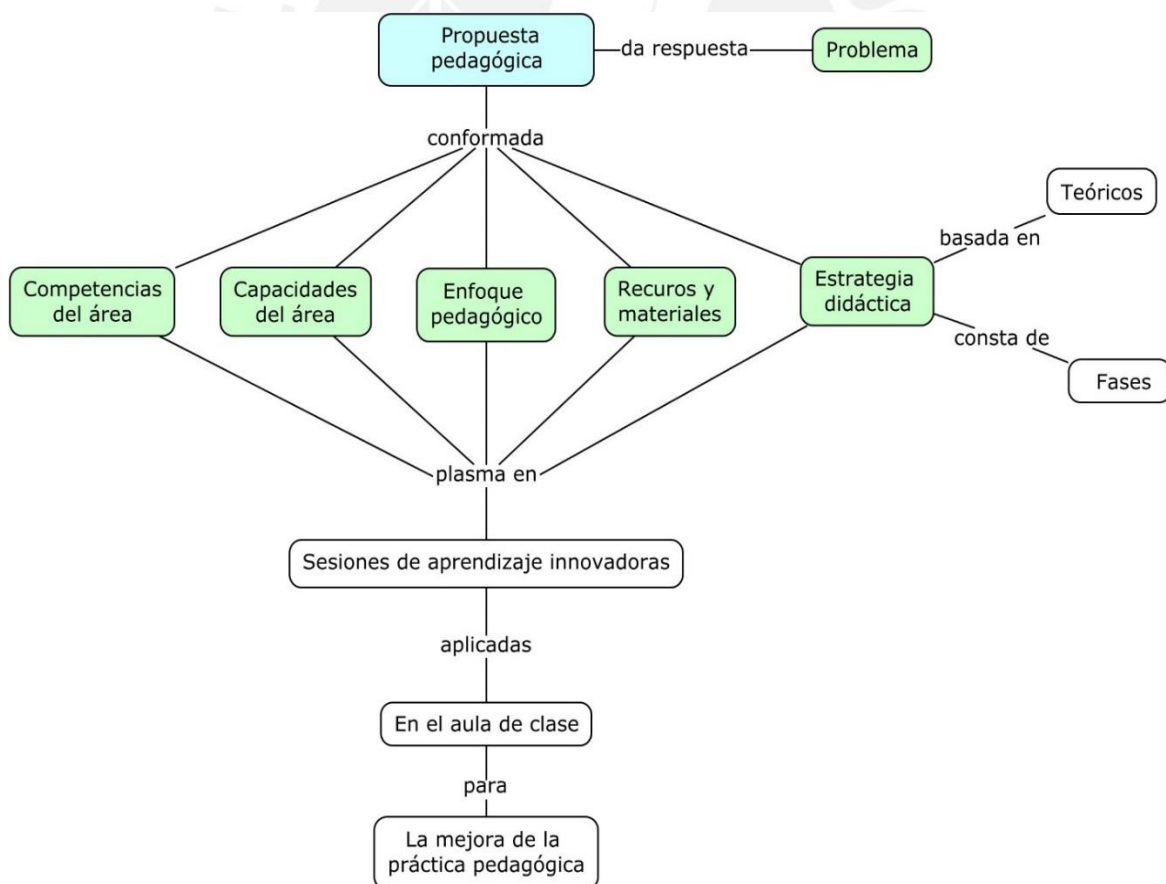 Propuesta
pedagógica
da respuesta
Problema
conformada
Teóricos
basada en
Competencias
del área
Capacidades
del área
Enfoque
pedagógico
Recuros y
materiales
Estrategia
didáctica
consta de
Fases
plasma en
Sesiones de aprendizaje innovadoras
aplicadas
En el aula de clase
para
La mejora de la
práctica pedagógica